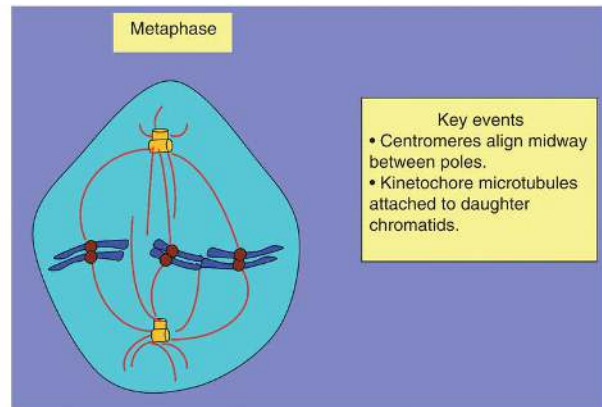 Metaphase
Key events
• Centromeres align midway
between poles.
• Kinetochore microtubules
attached to daughter
chromatids.